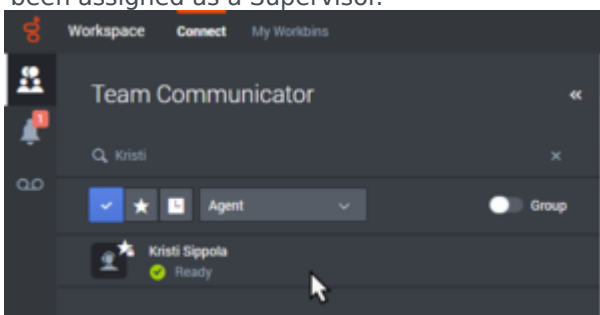 been assigned as a Supervisor.
Workspace Connect My Workbins
1
Team Communicator «
Kristi ×
Agent Group
Kristi Sippola
Ready